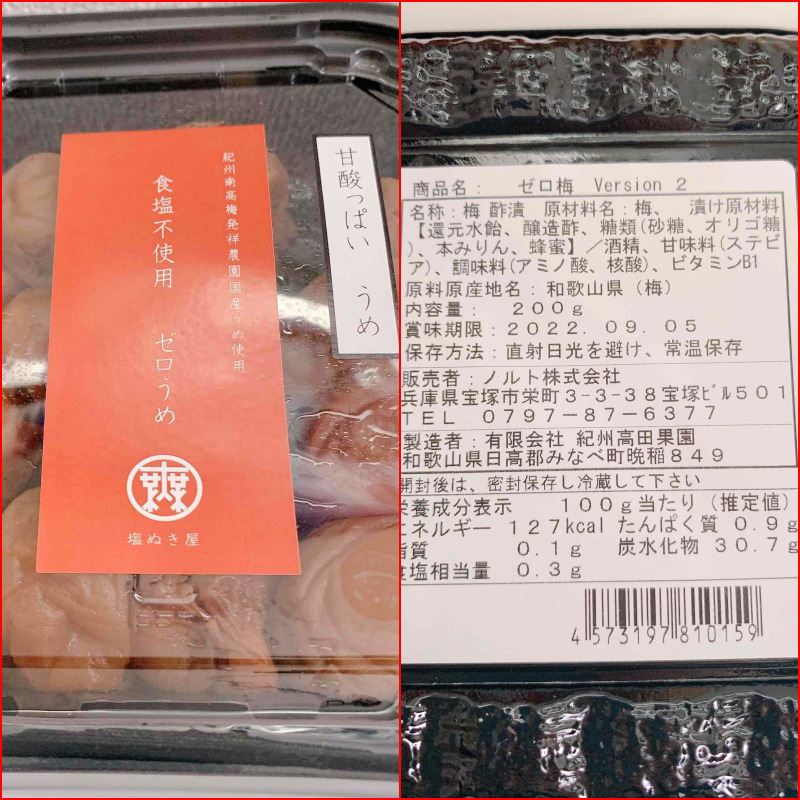 甘酸っぱい うめ
紀州南高梅発祥農園国産うめ使用
食塩不使用 ゼロうめ
塩ぬき屋
商品名： ゼロ梅 Version 2
名称：梅 酢漬 原材料名：梅、 漬け原材料
【還元水飴、醸造酢、糖類(砂糖、オリゴ糖
)、本みりん、蜂蜜】／酒精、甘味料(ステビ
ア)、調味料(アミノ酸、核酸)、ビタミンB1
原料原産地名：和歌山県（梅）
内容量： ２００ｇ
賞味期限：２０２２．０９．０５
保存方法：直射日光を避け、常温保存
販売者：ノルト株式会社
兵庫県宝塚市栄町３-３-３８宝塚ﾋﾞﾙ５０１
ＴＥＬ ０７９７-８７-６３７７
製造者：有限会社 紀州高田果園
和歌山県日高郡みなべ町晩稲８４９
開封後は、密封保存し冷蔵して下さい
栄養成分表示 １００ｇ当たり（推定値）
エネルギー １２７kcal たんぱく質 ０.９g
脂質 ０.１ｇ 炭水化物 ３０.７g
食塩相当量 ０.３ｇ
4573197810159